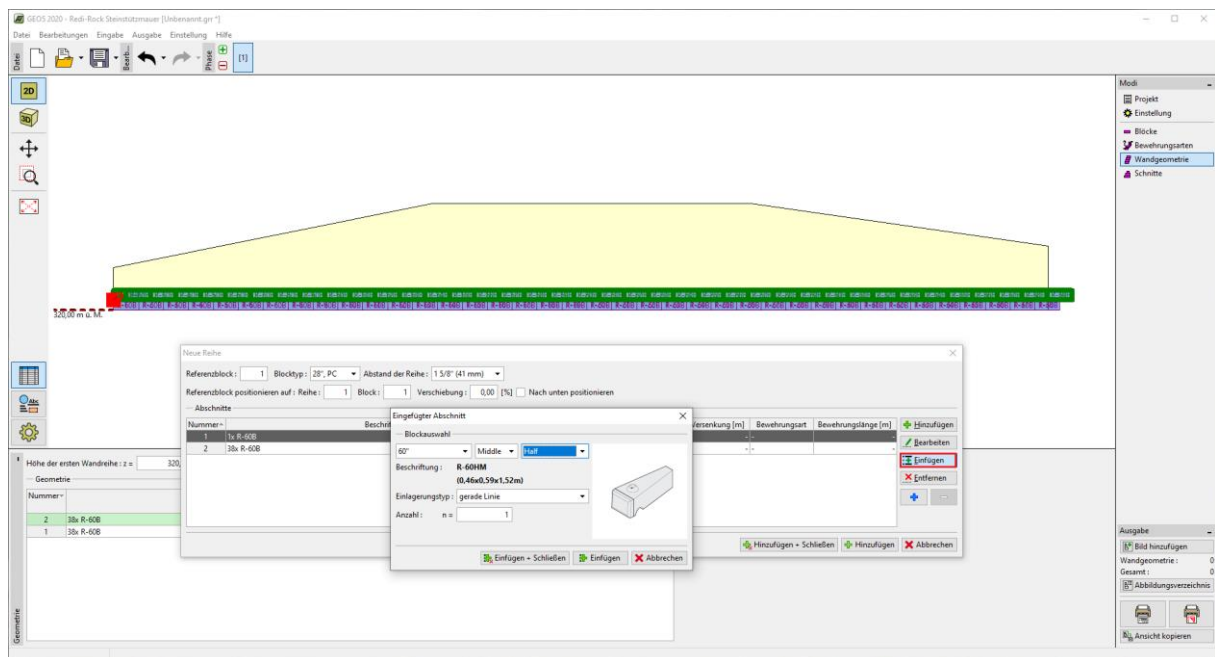 GEO5 2020 - Redi-Rock Steinstützmauer [Unbenannt.grr *]
Datei Bearbeitungen Eingabe Ausgabe Einstellung Hilfe
Datei
Bearb...
Phase
[1]
2D
3D
320,00 m ü. M.
Modi
Projekt
Einstellung
Blöcke
Bewehrungsarten
Wandgeometrie
Schnitte
Neue Reihe
Referenzblock : 1 Blocktyp : 28", PC Abstand der Reihe : 1 5/8" (41 mm)
Referenzblock positionieren auf : Reihe : 1 Block : 1 Verschiebung : 0,00 [%] Nach unten positionieren
Abschnitte
Nummer Versenkung [m] Bewehrungsart Bewehrungslänge [m]
1 1x R-60B - - -
2 38x R-60B - - -
Hinzufügen
Bearbeiten
Einfügen
Entfernen
Hinzufügen + Schließen Hinzufügen Abbrechen
Eingefügter Abschnitt
Blockauswahl
60" Middle Half
Beschriftung : R-60HM
(0,46x0,59x1,52m)
Einlagerungstyp : gerade Linie
Anzahl : n = 1
Einfügen + Schließen Einfügen Abbrechen
Höhe der ersten Wandreihe : z = 320,
Geometrie
Nummer
2 38x R-60B
1 38x R-60B
Geometrie
Ausgabe
Bild hinzufügen
Wandgeometrie : 0
Gesamt : 0
Abbildungsverzeichnis
Ansicht kopieren